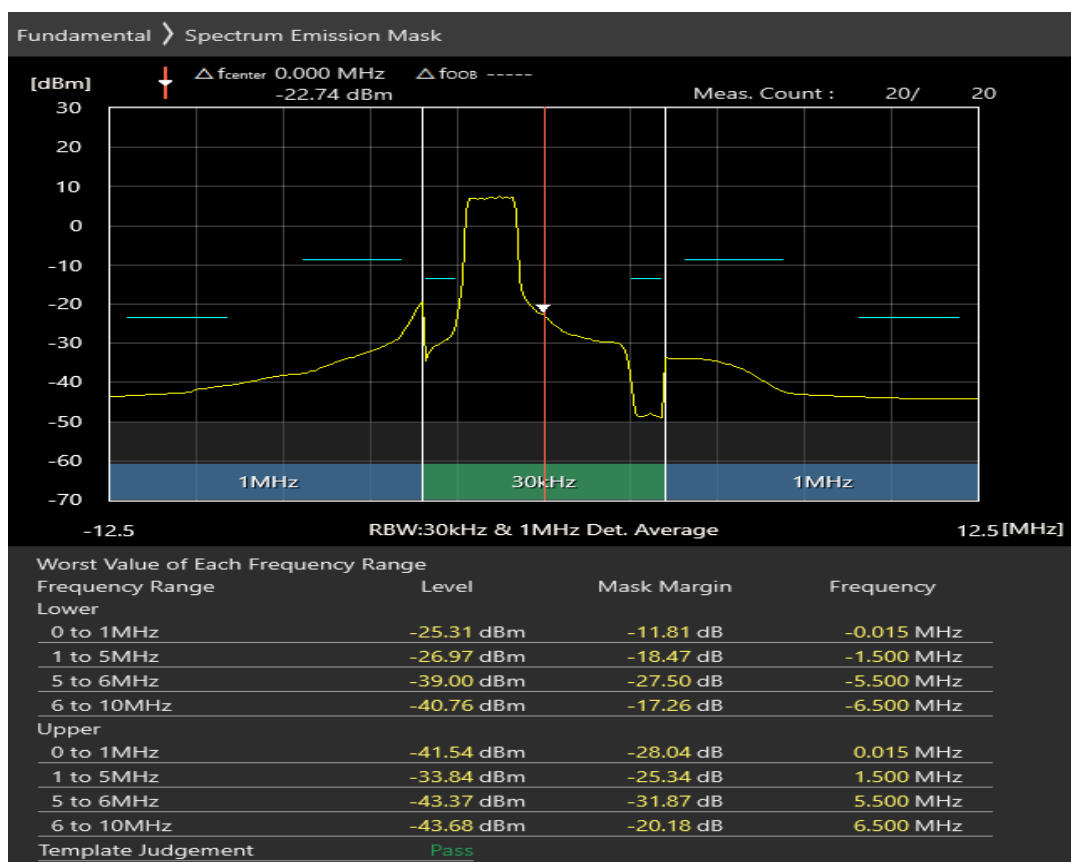 Fundamental ❯ Spectrum Emission Mask
△ fcenter 0.000 MHz △ fOOB -----
[dBm] -22.74 dBm Meas. Count : 20/ 20
30
20
10
0
-10
-20
-30
-40
-50
-60
-70
1MHz 30kHz 1MHz
-12.5 RBW:30kHz & 1MHz Det. Average 12.5 [MHz]
Worst Value of Each Frequency Range
Frequency Range Level Mask Margin Frequency
Lower
0 to 1MHz -25.31 dBm -11.81 dB -0.015 MHz
1 to 5MHz -26.97 dBm -18.47 dB -1.500 MHz
5 to 6MHz -39.00 dBm -27.50 dB -5.500 MHz
6 to 10MHz -40.76 dBm -17.26 dB -6.500 MHz
Upper
0 to 1MHz -41.54 dBm -28.04 dB 0.015 MHz
1 to 5MHz -33.84 dBm -25.34 dB 1.500 MHz
5 to 6MHz -43.37 dBm -31.87 dB 5.500 MHz
6 to 10MHz -43.68 dBm -20.18 dB 6.500 MHz
Template Judgement Pass